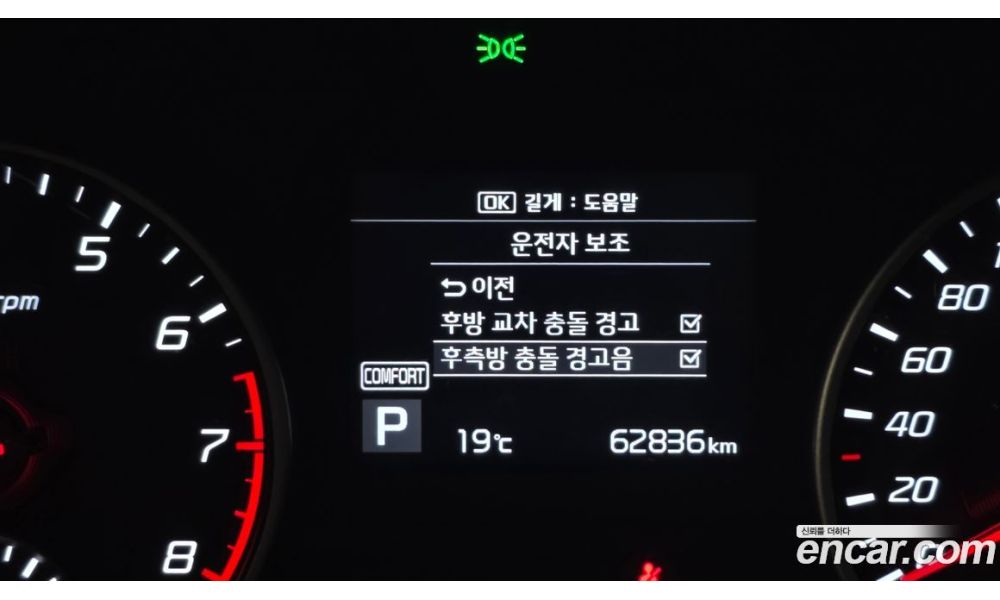 OK 길게 : 도움말
운전자 보조
이전
후방 교차 충돌 경고
후측방 충돌 경고음
COMFORT
P
19℃
62836km
5
rpm
6
7
8
80
60
40
20
신뢰를 더하다
encar.com